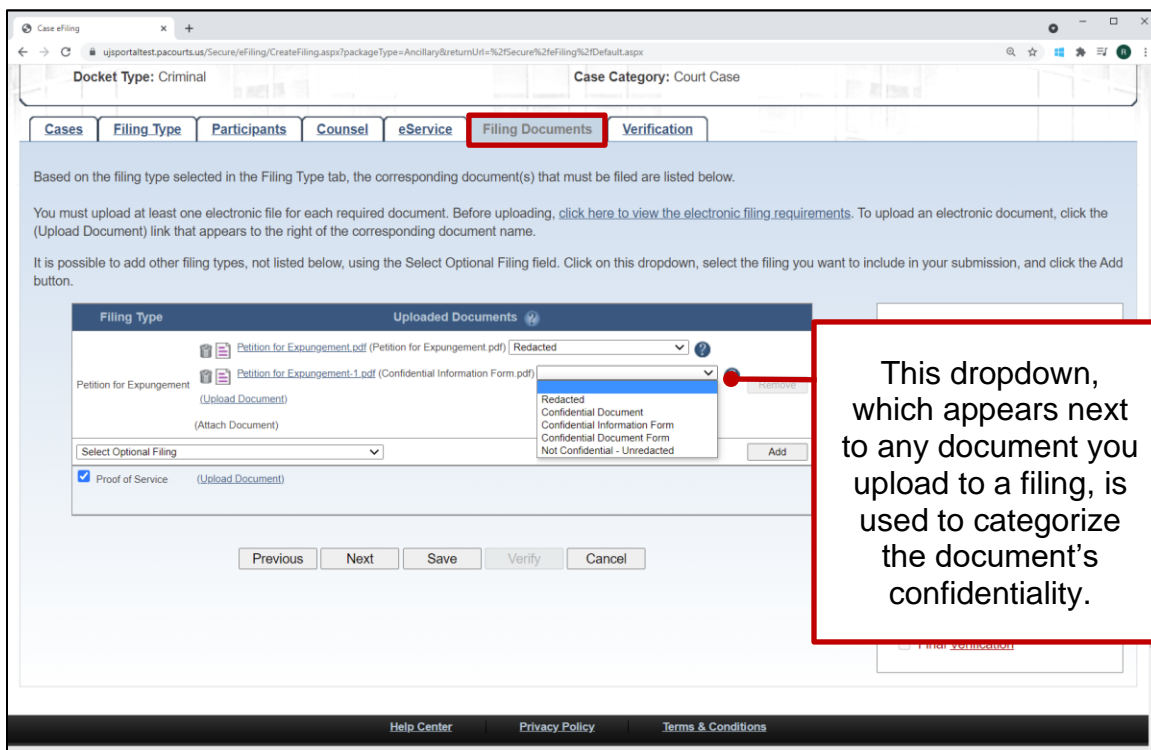 Case eFiling
ujsportaltest.pacourts.us/Secure/eFiling/CreateFiling.aspx?packageType=Ancillary&returnUrl=%2fSecure%2feFiling%2fDefault.aspx
R
Docket Type: Criminal Case Category: Court Case
Cases Filing Type Participants Counsel eService Filing Documents Verification
Based on the filing type selected in the Filing Type tab, the corresponding document(s) that must be filed are listed below.
You must upload at least one electronic file for each required document. Before uploading, click here to view the electronic filing requirements. To upload an electronic document, click the
(Upload Document) link that appears to the right of the corresponding document name.
It is possible to add other filing types, not listed below, using the Select Optional Filing field. Click on this dropdown, select the filing you want to include in your submission, and click the Add
button.
Filing Type Uploaded Documents ?
Petition for Expungement.pdf (Petition for Expungement.pdf) Redacted ?
Petition for Expungement-1.pdf (Confidential Information Form.pdf)
Petition for Expungement Remove
(Upload Document)
(Attach Document)
Redacted
Confidential Document
Confidential Information Form
Confidential Document Form
Not Confidential - Unredacted
Select Optional Filing Add
Proof of Service (Upload Document)
Previous Next Save Verify Cancel
This dropdown,
which appears next
to any document you
upload to a filing, is
used to categorize
the document’s
confidentiality.
Final Verification
Help Center Privacy Policy Terms & Conditions